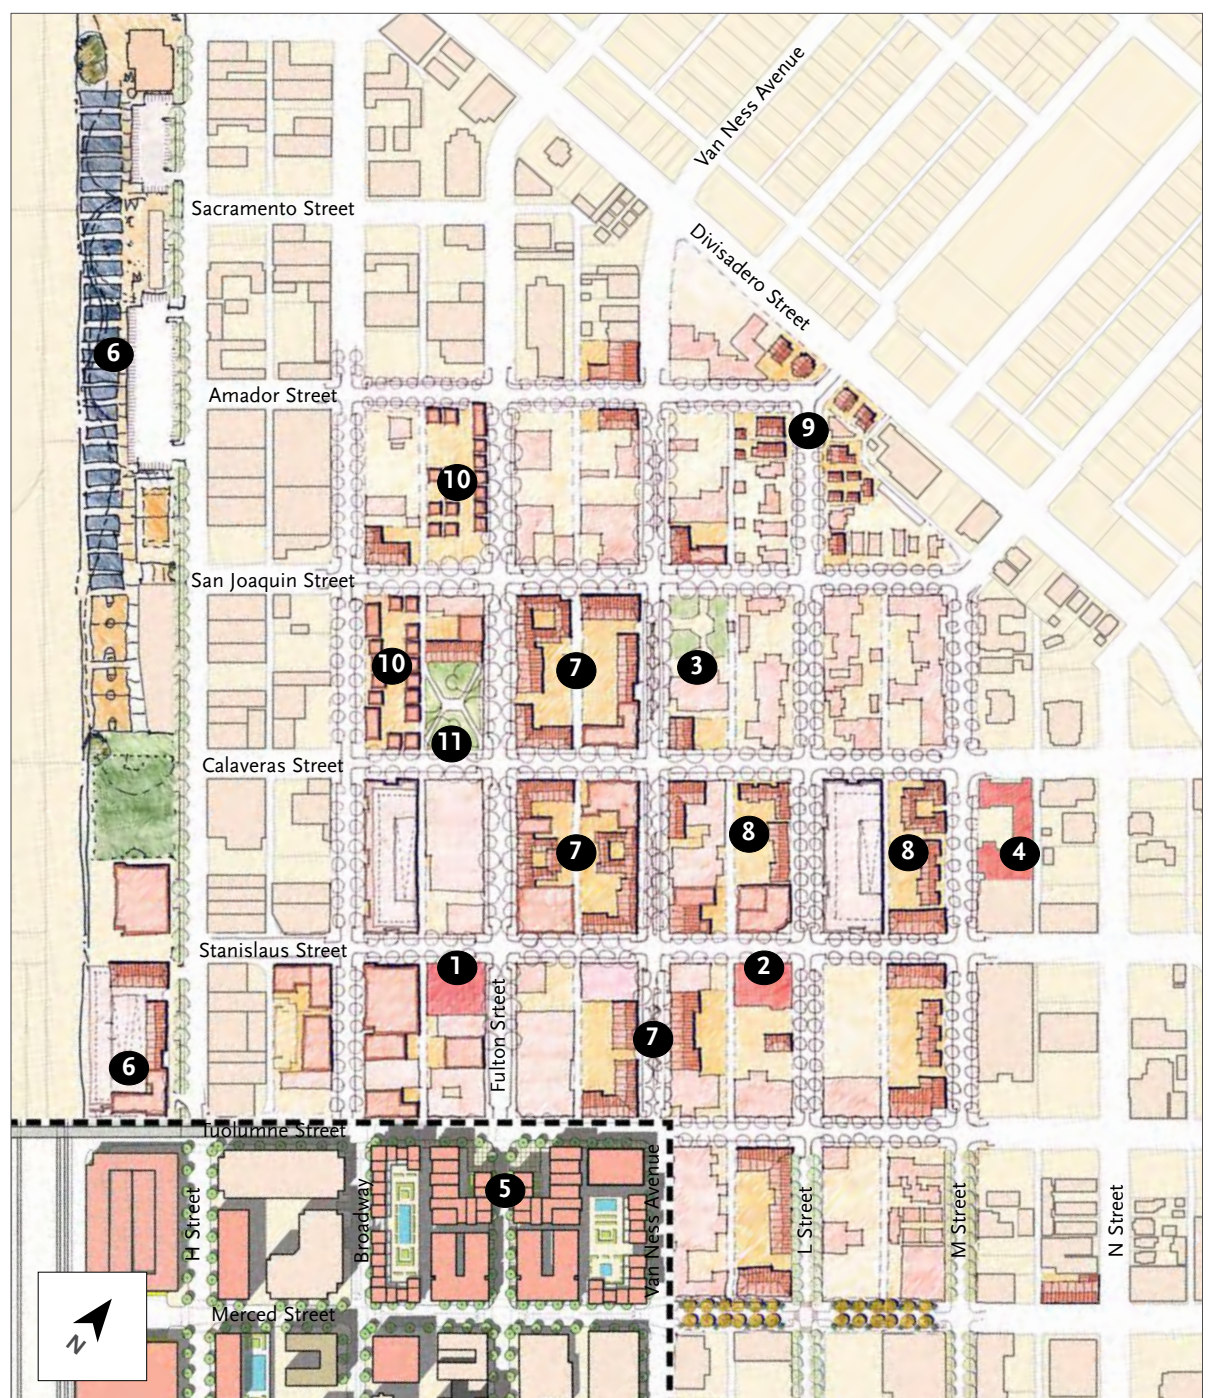 Van Ness Avenue
Sacramento Street
Divisadero Street
6
Amador Street
9
10
San Joaquin Street
10
7
3
11
Calaveras Street
7
8
8
4
Stanislaus Street
1
2
Fulton Srteet
7
6
Tuolumne Street
5
H Street
Broadway
Van Ness Avenue
L Street
M Street
N Street
Merced Street
N